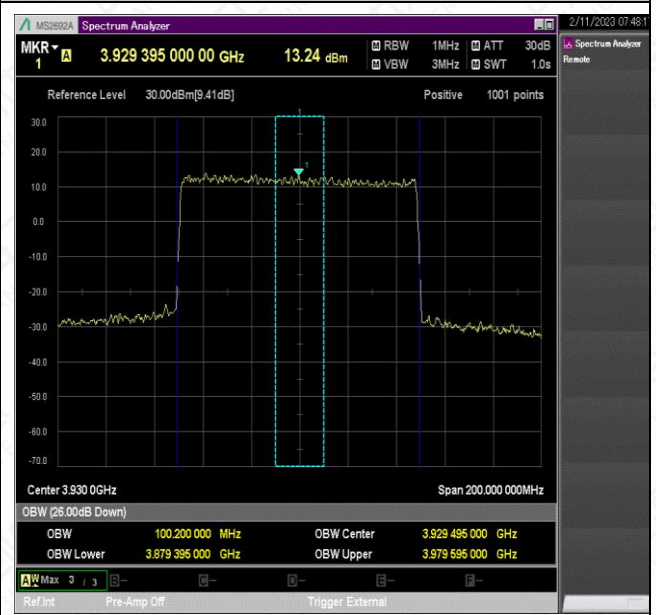 MS2692A Spectrum Analyzer
2/11/2023 07:48:1
MKR 1 A 3.929 395 000 00 GHz 13.24 dBm
M RBW 1MHz M ATT 30dB
M VBW 3MHz M SWT 1.0s
Spectrum Analyzer
Remote
Reference Level 30.00dBm[9.41dB] Positive 1001 points
1
30.0
20.0
1
10.0
0.0
-10.0
-20.0
-30.0
-40.0
-50.0
-60.0
-70.0
Center 3.930 0GHz Span 200.000 000MHz
OBW (26.00dB Down)
OBW 100.200 000 MHz OBW Center 3.929 495 000 GHz
OBW Lower 3.879 395 000 GHz OBW Upper 3.979 595 000 GHz
A W Max 3 / 3 B- C- D- E- F-
Ref.Int Pre-Amp Off Trigger External